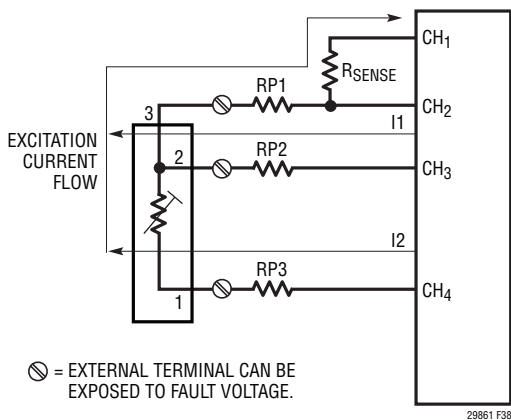 CH1
RSENSE
RP1
CH2
3
I1
EXCITATION
CURRENT
FLOW
2
RP2
CH3
I2
RP3
1
CH4
= EXTERNAL TERMINAL CAN BE
EXPOSED TO FAULT VOLTAGE.
29861 F38